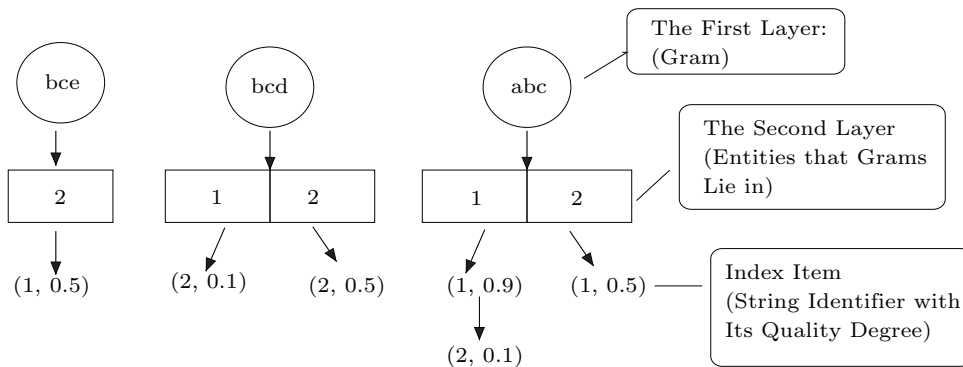 The First Layer:
(Gram)
bce
bcd
abc
The Second Layer
(Entities that Grams
Lie in)
2
1
2
1
2
(1, 0.5)
(2, 0.1)
(2, 0.5)
(1, 0.9)
(1, 0.5)
Index Item
(String Identifier with
Its Quality Degree)
(2, 0.1)